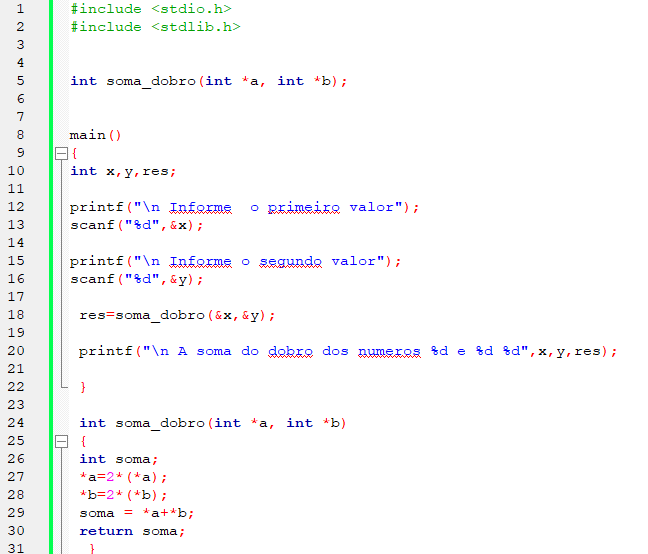 1 #include <stdio.h>
2 #include <stdlib.h>
3
4
5 int soma_dobro(int *a, int *b);
6
7
8 main()
9 {
10 int x,y,res;
11
12 printf("\n Informe  o primeiro valor");
13 scanf("%d",&x);
14
15 printf("\n Informe o segundo valor");
16 scanf("%d",&y);
17
18  res=soma_dobro(&x,&y);
19
20  printf("\n A soma do dobro dos numeros %d e %d %d",x,y,res);
21
22  }
23
24  int soma_dobro(int *a, int *b)
25  {
26  int soma;
27  *a=2*(*a);
28  *b=2*(*b);
29  soma = *a+*b;
30  return soma;
31   }